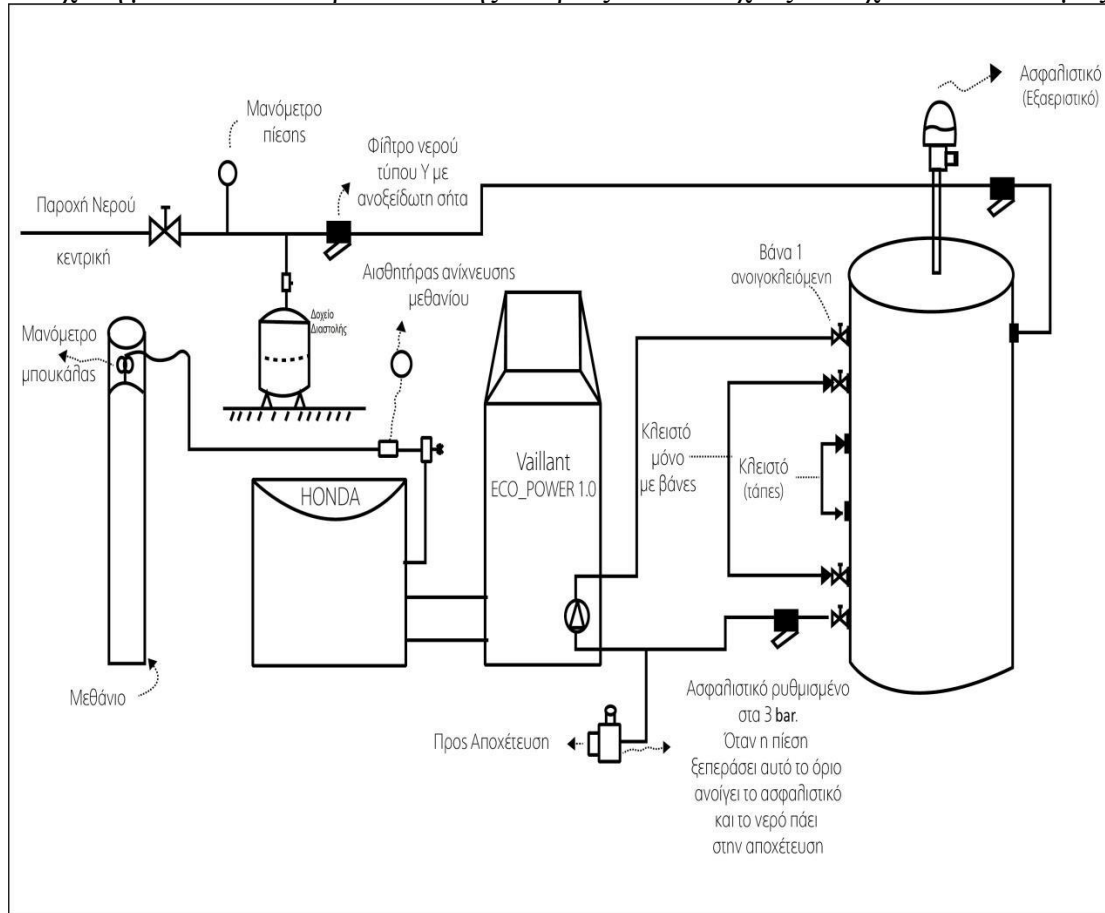 Ασφαλιστικό
(Εξαεριστικό)
Μανόμετρο
πίεσης
Φίλτρο νερού
τύπου Υ με
ανοξείδωτη σήτα
Παροχή Νερού
κεντρική
Βάνα 1
ανοιγοκλειόμενη
Αισθητήρας ανίχνευσης
μεθανίου
Δοχείο
Διαστολής
Μανόμετρο
μπουκάλας
Κλειστό
μόνο
με βάνες
Κλειστό
(τάπες)
Vaillant
ECO_POWER 1.0
HONDA
Μεθάνιο
Προς Αποχέτευση
Ασφαλιστικό ρυθμισμένο
στα 3 bar.
Όταν η πίεση
ξεπεράσει αυτό το όριο
ανοίγει το ασφαλιστικό
και το νερό πάει
στην αποχέτευση